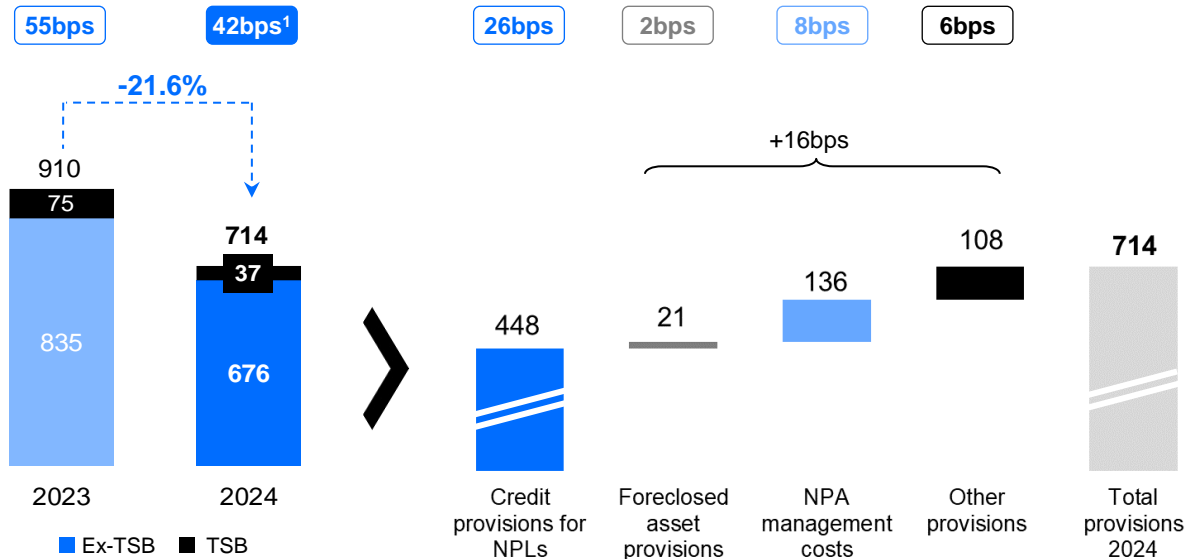 55bps
42bps¹
26bps
2bps
8bps
6bps
-21.6%
+16bps
910
75
835
714
37
676
448
21
136
108
714
2023
2024
Credit
provisions for
NPLs
Foreclosed
asset
provisions
NPA
management
costs
Other
provisions
Total
provisions
2024
Ex-TSB
TSB